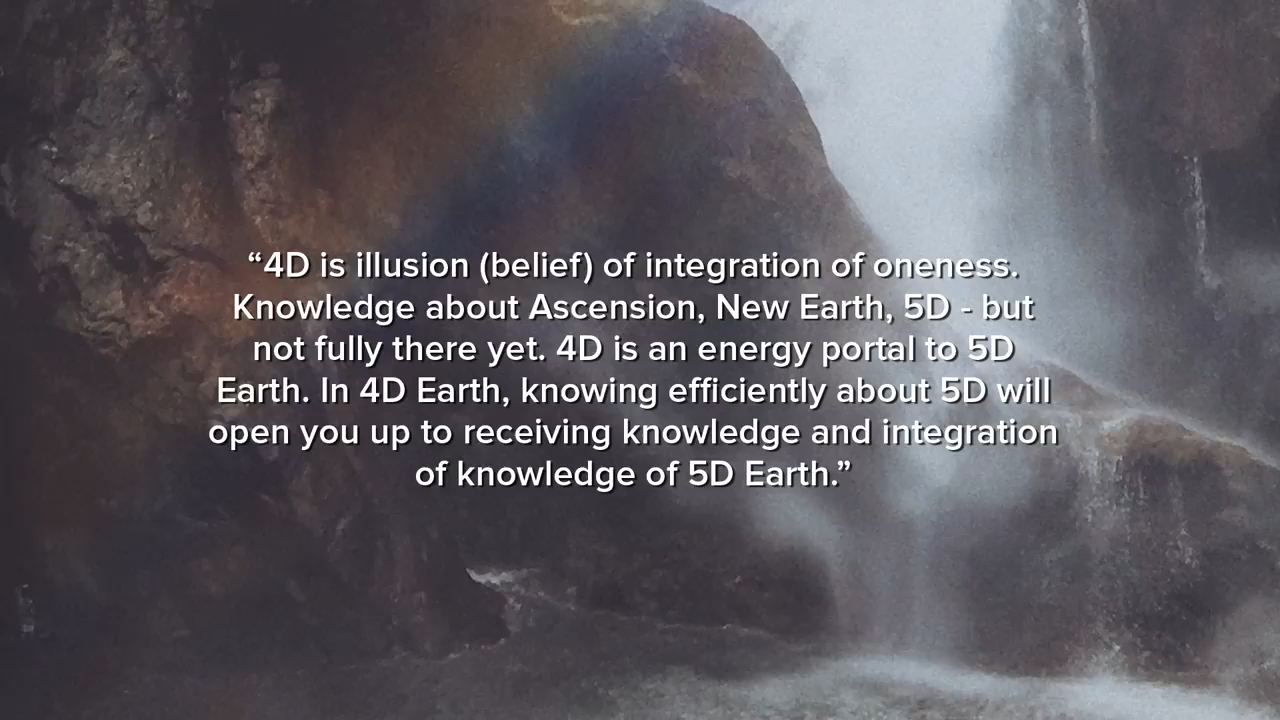 “4D is illusion (belief) of integration of oneness.
Knowledge about Ascension, New Earth, 5D - but
not fully there yet. 4D is an energy portal to 5D
Earth. In 4D Earth, knowing efficiently about 5D will
open you up to receiving knowledge and integration
of knowledge of 5D Earth.”